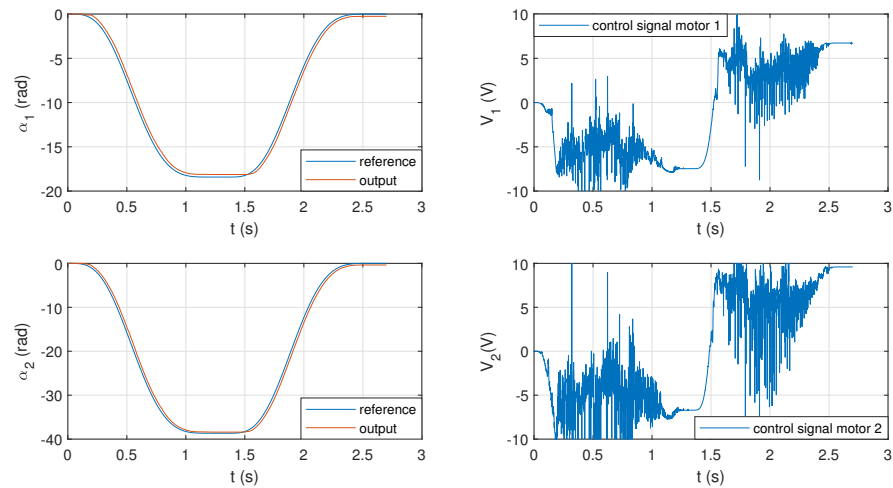 0
-5
-10
-15
-20
α1 (rad)
0 0.5 1 1.5 2 2.5 3
t (s)
reference
output
10
5
0
-5
-10
V1 (V)
0 0.5 1 1.5 2 2.5 3
t (s)
control signal motor 1
0
-10
-20
-30
-40
α2 (rad)
0 0.5 1 1.5 2 2.5 3
t (s)
reference
output
10
5
0
-5
-10
V2(V)
0 0.5 1 1.5 2 2.5 3
t (s)
control signal motor 2